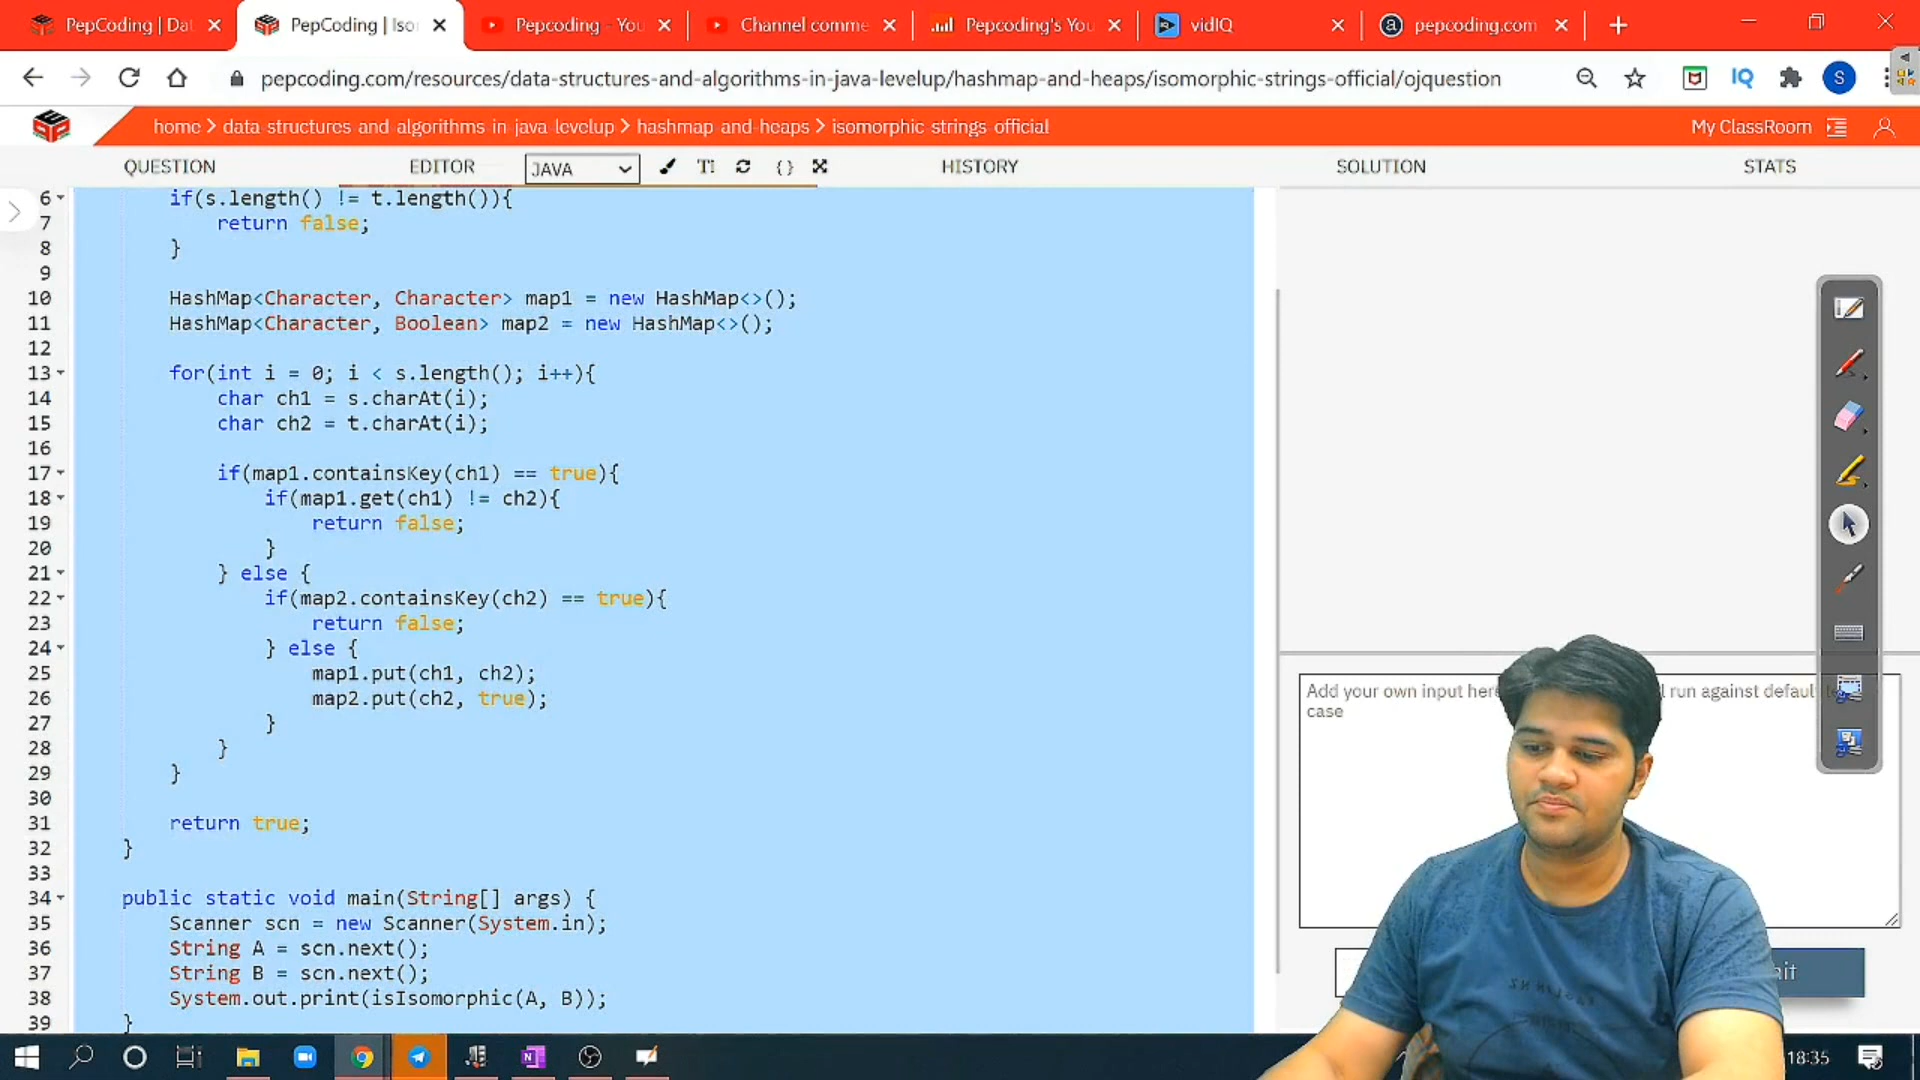 PepCoding | Dat
PepCoding | Iso
Pepcoding - You
Channel comme
Pepcoding's You
vidIQ
pepcoding.com
pepcoding.com/resources/data-structures-and-algorithms-in-java-levelup/hashmap-and-heaps/isomorphic-strings-official/ojquestion
home > data structures and algorithms in java levelup > hashmap and heaps > isomorphic strings official
My ClassRoom
QUESTION
EDITOR
JAVA
HISTORY
SOLUTION
STATS
6 if(s.length() != t.length()){
7 return false;
8 }
9
10 HashMap<Character, Character> map1 = new HashMap<>();
11 HashMap<Character, Boolean> map2 = new HashMap<>();
12
13 for(int i = 0; i < s.length(); i++){
14 char ch1 = s.charAt(i);
15 char ch2 = t.charAt(i);
16
17 if(map1.containsKey(ch1) == true){
18 if(map1.get(ch1) != ch2){
19 return false;
20 }
21 } else {
22 if(map2.containsKey(ch2) == true){
23 return false;
24 } else {
25 map1.put(ch1, ch2);
26 map2.put(ch2, true);
27 }
28 }
29 }
30
31 return true;
32 }
33
34 public static void main(String[] args) {
35 Scanner scn = new Scanner(System.in);
36 String A = scn.next();
37 String B = scn.next();
38 System.out.print(isIsomorphic(A, B));
39 }
Add your own input here run against default
case
18:35